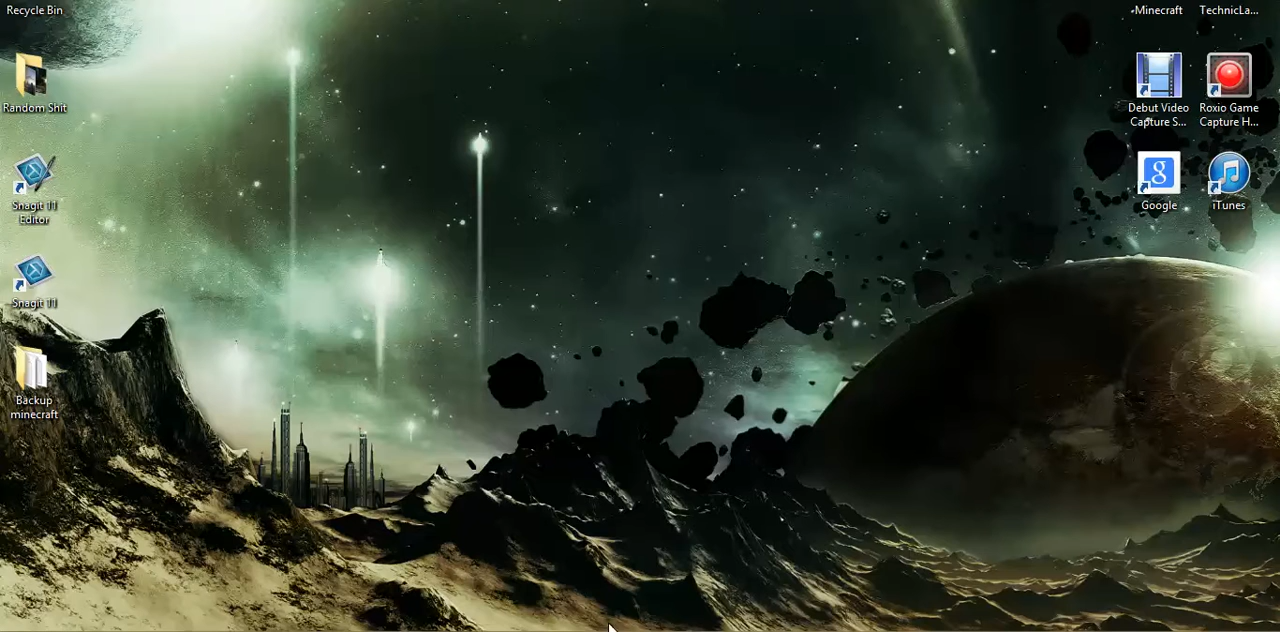 Recycle Bin
Random Shit
Snagit 11
Editor
Snagit 11
Backup
minecraft
Minecraft
TechnicLa...
Debut Video
Capture S...
Roxio Game
Capture H...
Google
iTunes